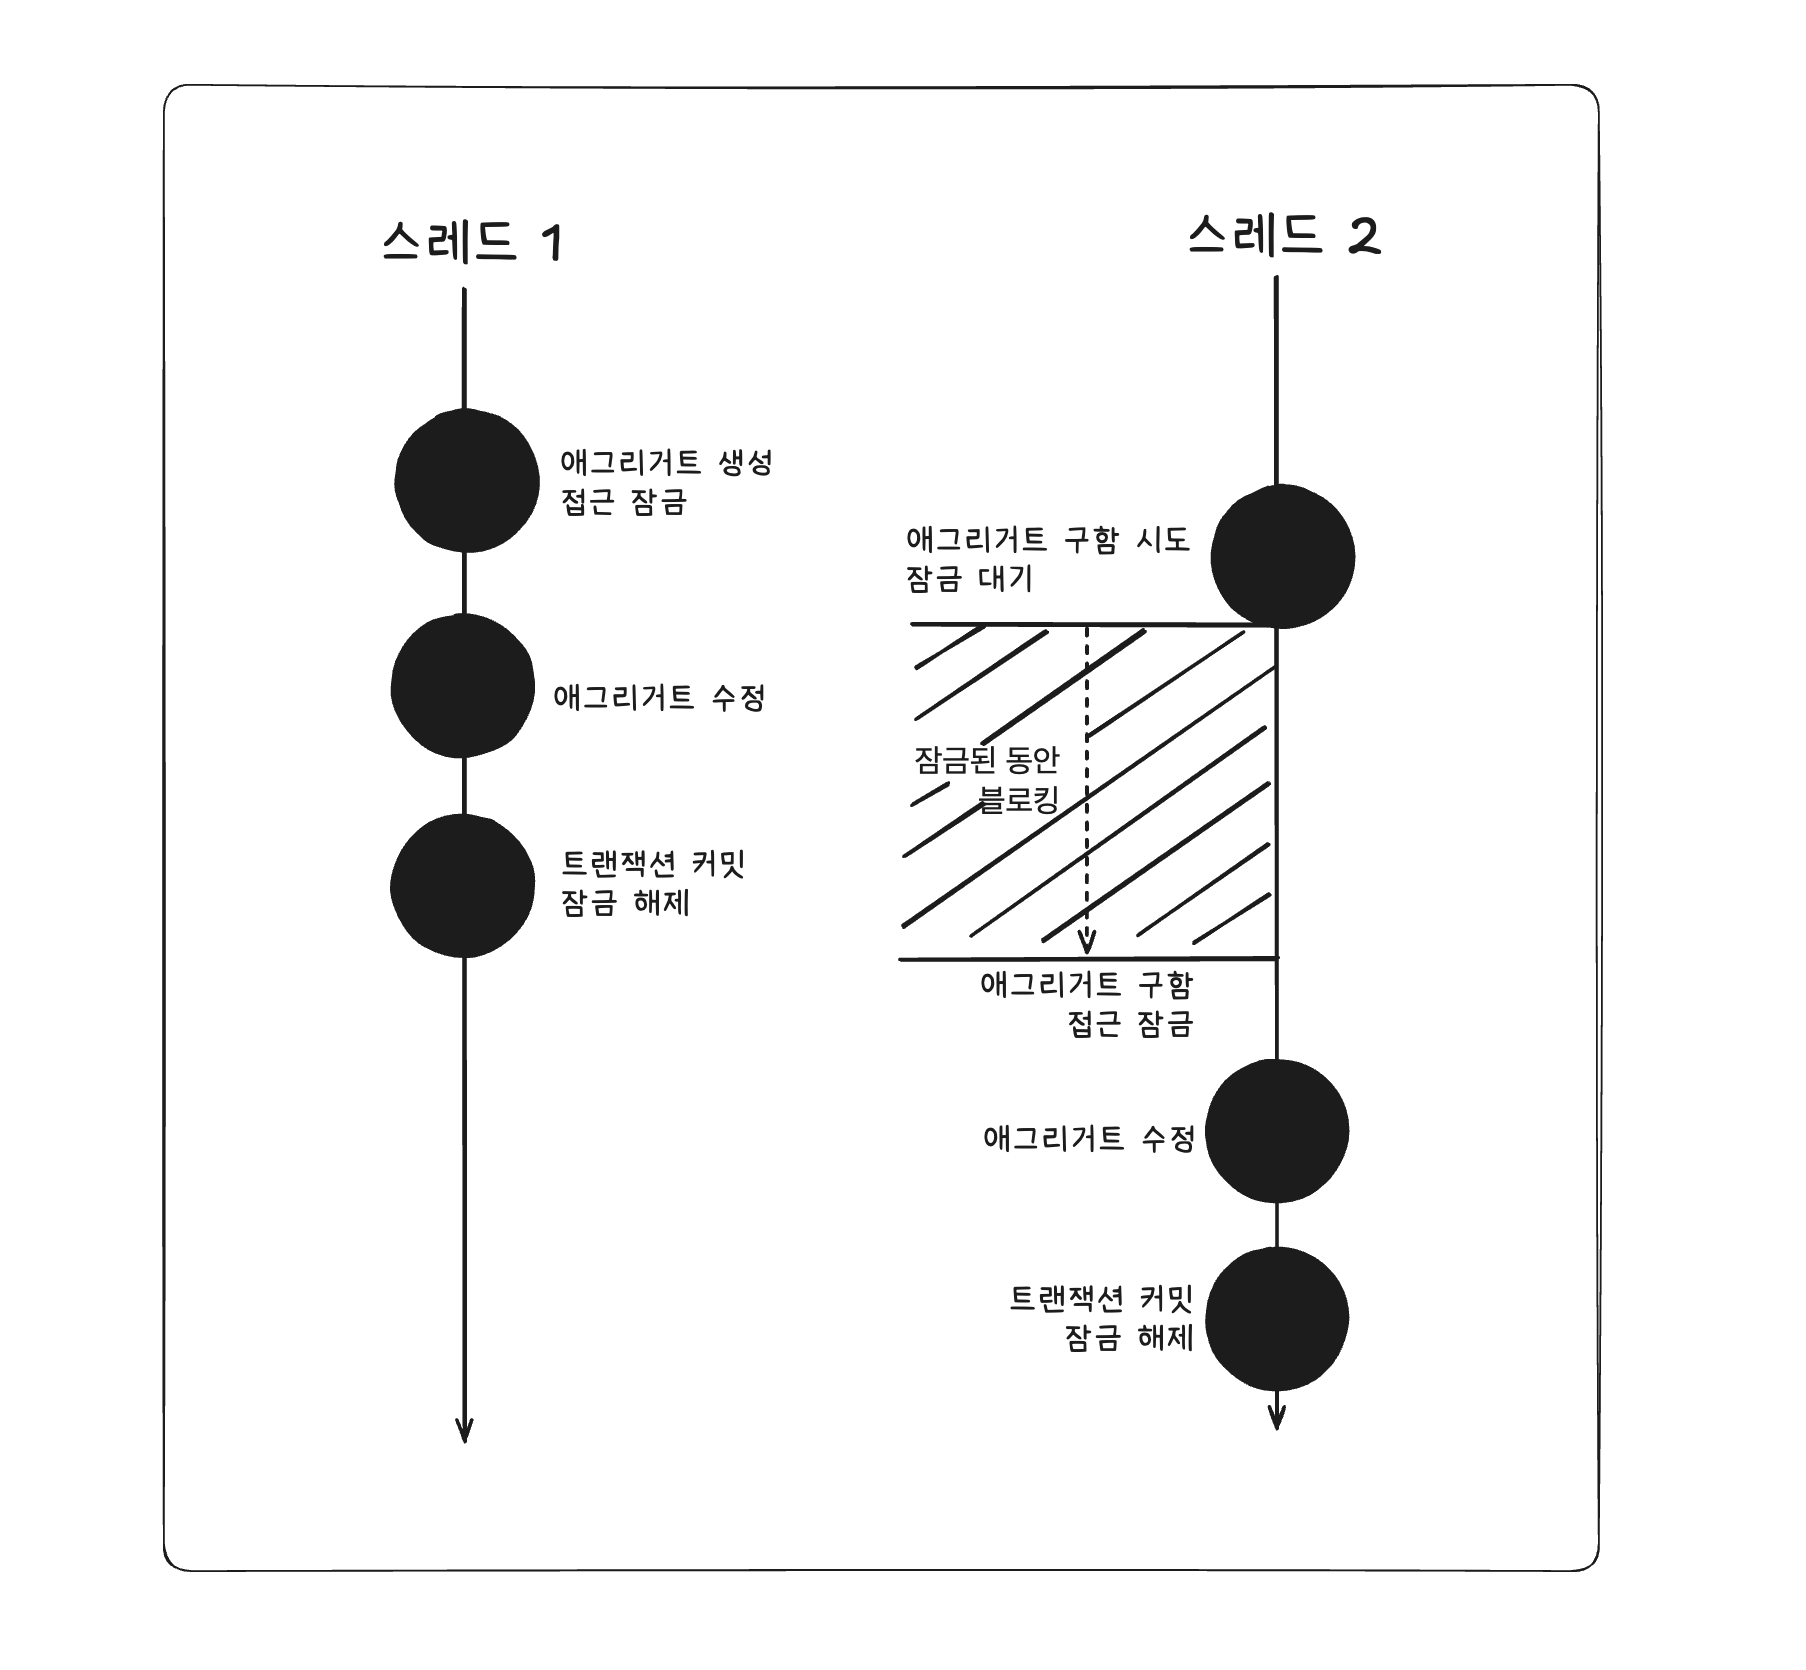 스레드 1
애그리거트 생성
접근 잠금
애그리거트 수정
트랜잭션 커밋
잠금 해제
스레드 2
애그리거트 구함 시도
잠금 대기
잠금된 동안
블로킹
애그리거트 구함
접근 잠금
애그리거트 수정
트랜잭션 커밋
잠금 해제